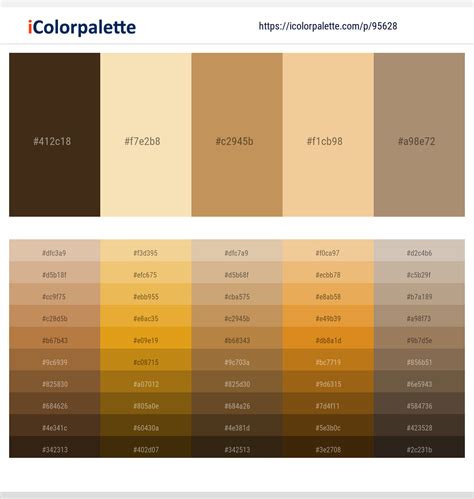 iColorpalette https://icolorpalette.com/p/95628
#412c18 #f7e2b8 #c2945b #f1cb98 #a98e72
#dfc3a9 #f3d395 #dfc7a9 #f0ca97 #d2c4b6
#d5b18f #efc675 #d5b68f #ecbb78 #c5b29f
#cc9f75 #ebb955 #cba575 #e8ab58 #b7a189
#c28d5b #e8ac35 #c2945b #e49b39 #a98f73
#b67b43 #e09e19 #b68343 #db8a1d #9b7d5e
#9c6939 #c08715 #9c703a #bc7719 #856b51
#825830 #a07012 #825d30 #9d6315 #6e5943
#684626 #805a0e #684a26 #7d4f11 #584736
#4e341c #60430a #4e381d #5e3b0c #423528
#342313 #402d07 #342513 #3e2708 #2c231b